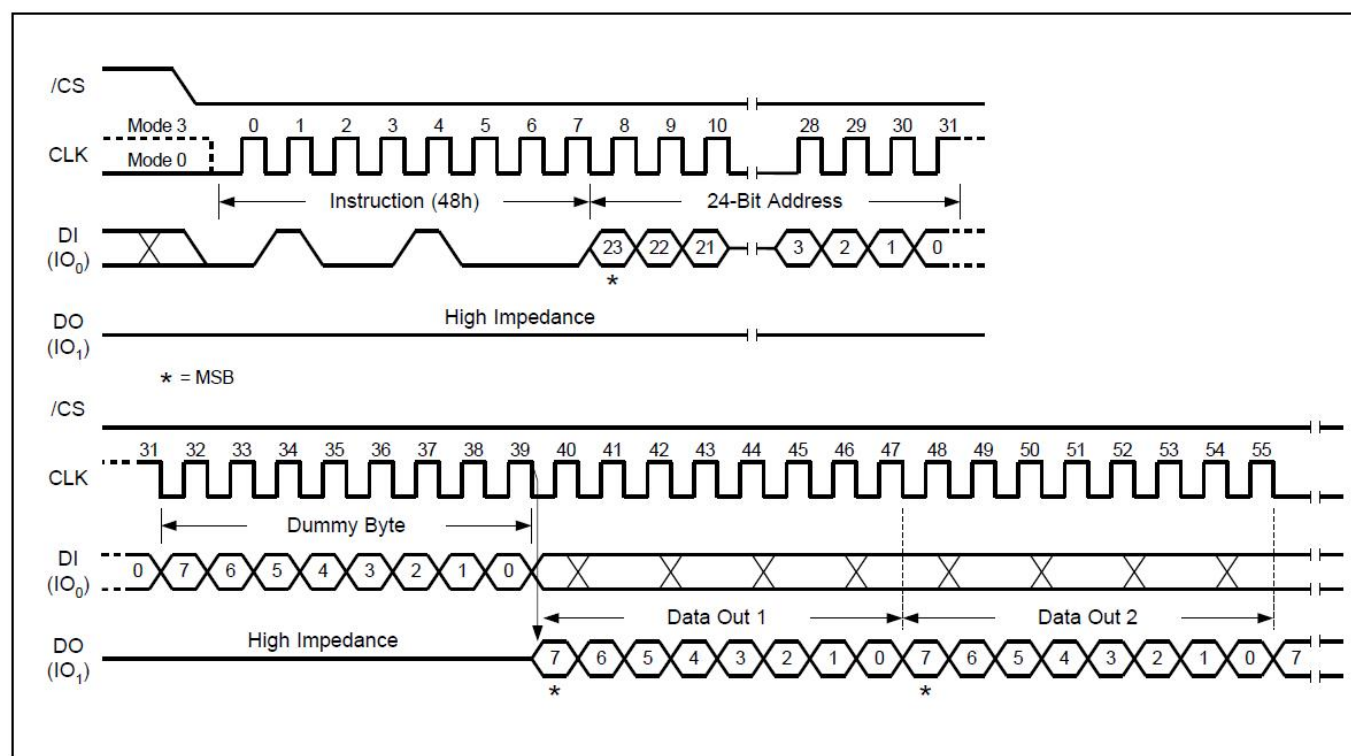 /CS
Mode 3 0 1 2 3 4 5 6 7 8 9 10 28 29 30 31
CLK
Mode 0
Instruction (48h) 24-Bit Address
DI
(IO0) 23 22 21 3 2 1 0
*
DO
(IO1) High Impedance
* = MSB
/CS
31 32 33 34 35 36 37 38 39 40 41 42 43 44 45 46 47 48 49 50 51 52 53 54 55
CLK
Dummy Byte
DI
(IO0) 0 7 6 5 4 3 2 1 0
Data Out 1 Data Out 2
DO
(IO1) High Impedance 7 6 5 4 3 2 1 0 7 6 5 4 3 2 1 0 7
* *